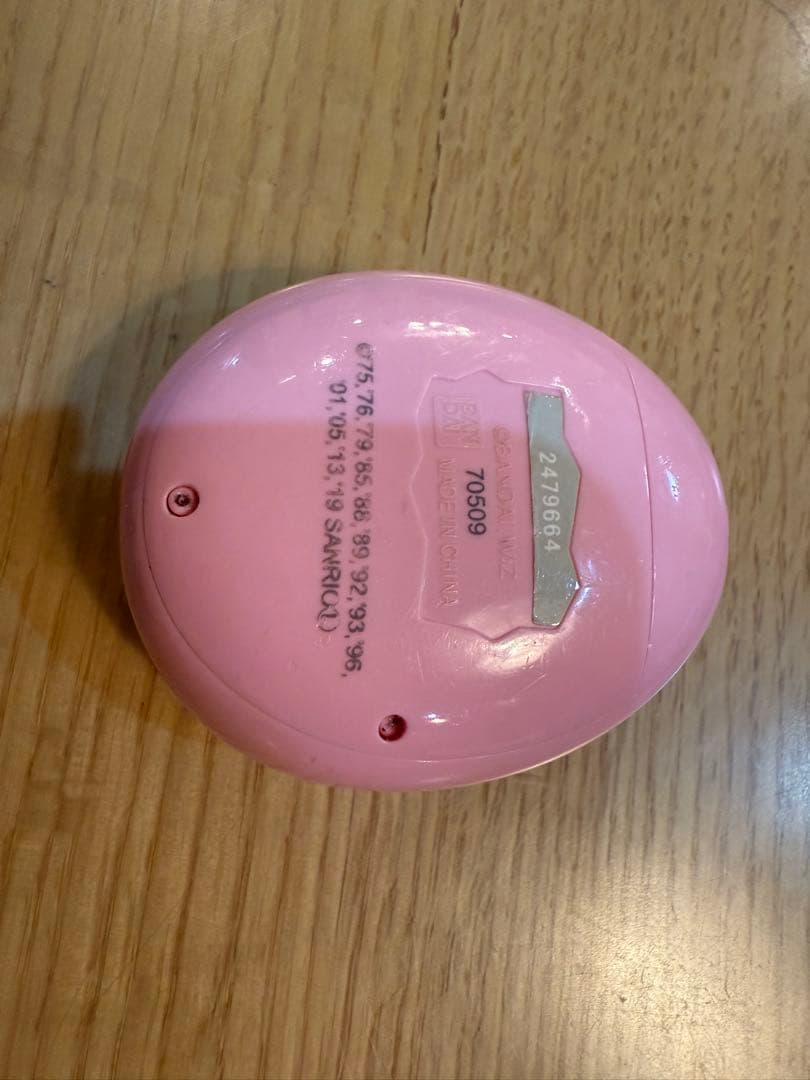 2479664
©BANDAI, WIZ
BAN
DAI
70509
MADE IN CHINA
©'75,'76,'79,'85,'88,'89,'92,'93,'96,
'01,'05,'13,'19 SANRIO(L)